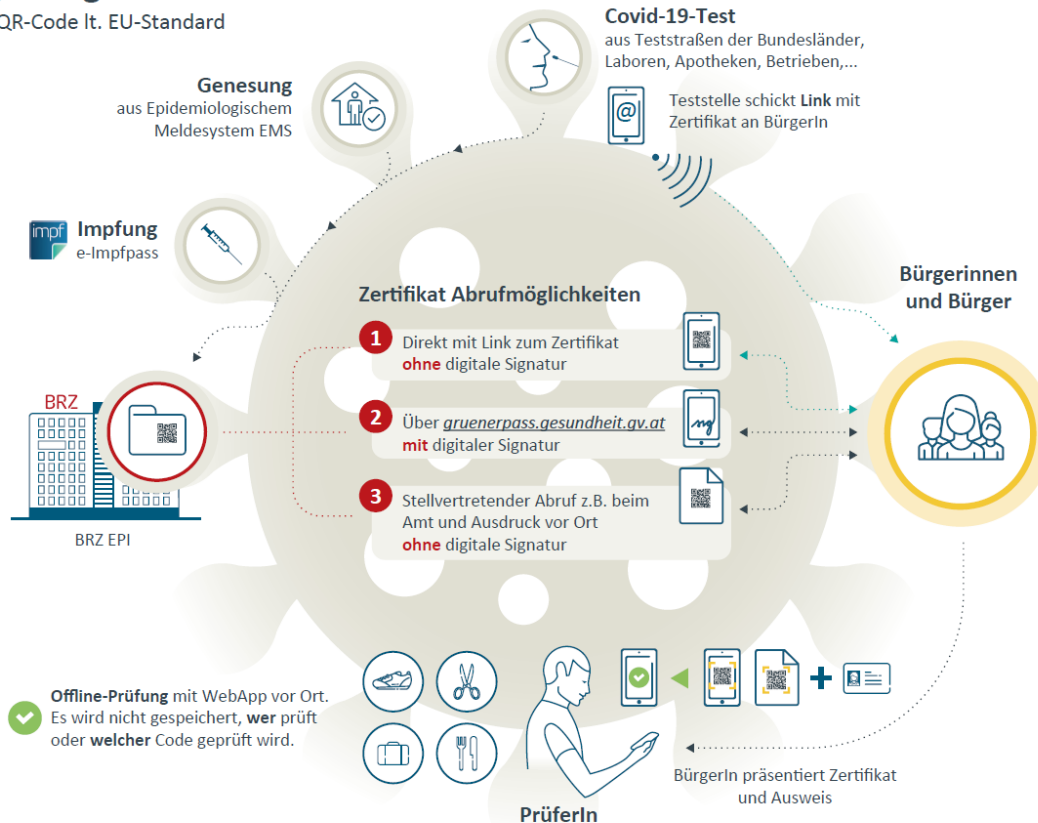 QR-Code lt. EU-Standard
Covid-19-Test
aus Teststraßen der Bundesländer,
Laboren, Apotheken, Betrieben,...
Teststelle schickt Link mit
Zertifikat an BürgerIn
@
Genesung
aus Epidemiologischem
Meldesystem EMS
impf
Impfung
e-Impfpass
Bürgerinnen
und Bürger
Zertifikat Abrufmöglichkeiten
1
Direkt mit Link zum Zertifikat
ohne digitale Signatur
2
Über gruenerpass.gesundheit.gv.at
mit digitaler Signatur
3
Stellvertretender Abruf z.B. beim
Amt und Ausdruck vor Ort
ohne digitale Signatur
BRZ
BRZ EPI
Offline-Prüfung mit WebApp vor Ort.
Es wird nicht gespeichert, wer prüft
oder welcher Code geprüft wird.
BürgerIn präsentiert Zertifikat
und Ausweis
PrüferIn